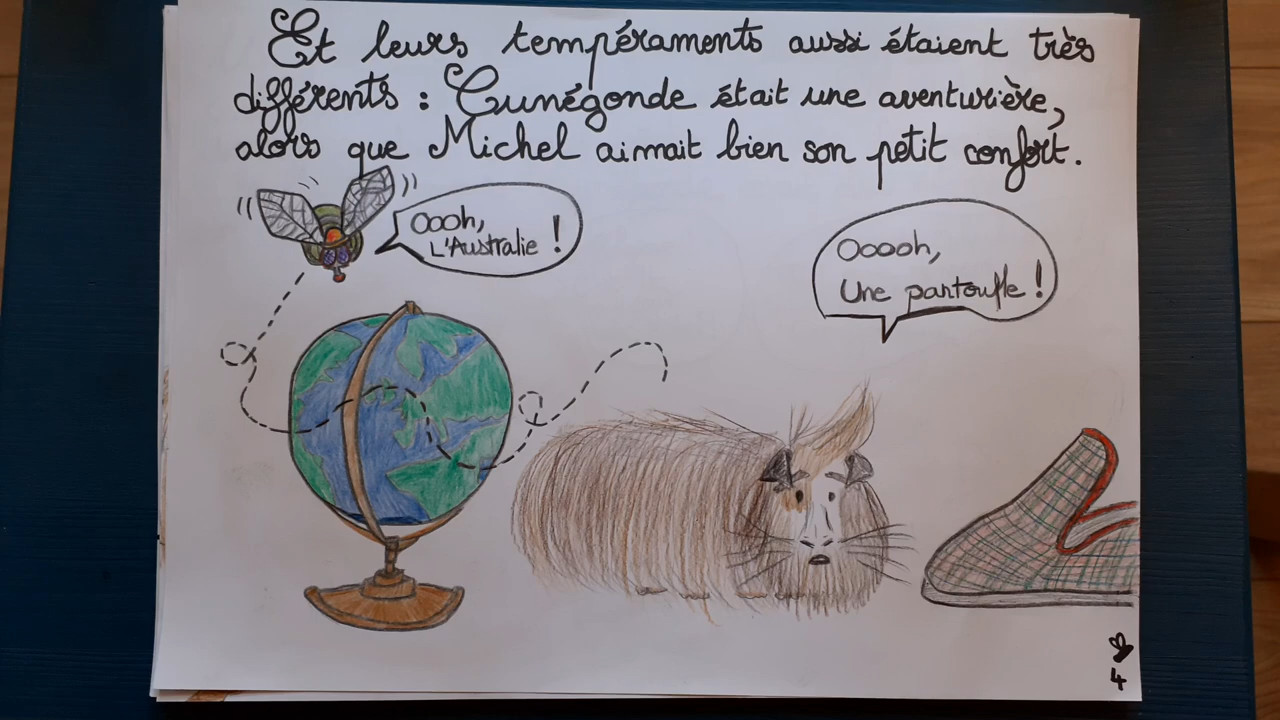 Et leurs tempéraments aussi étaient très
différents : Cunégonde était une aventurière,
alors que Michel aimait bien son petit confort.
Oooh,
L'Australie !
Ooooh,
Une pantoufle !
4